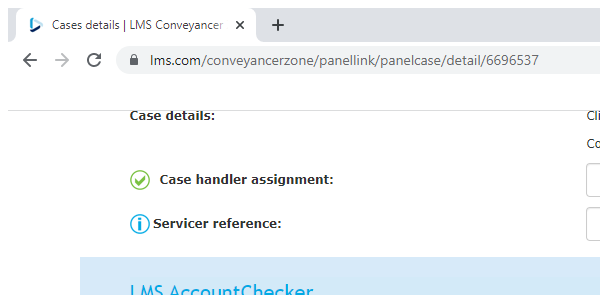 Cases details | LMS Conveyancer
lms.com/conveyancerzone/panellink/panelcase/detail/6696537
Case details:
Cli
Co
Case handler assignment:
Servicer reference:
LMS AccountChecker